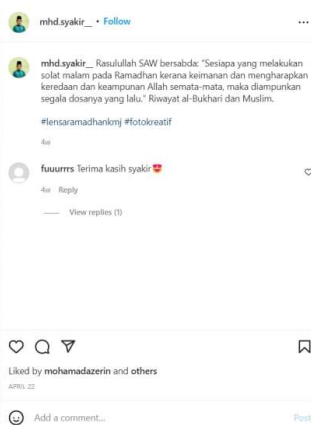 mhd.syakir__ • Follow
mhd.syakir__ Rasulullah SAW bersabda: "Sesiapa yang melakukan
solat malam pada Ramadhan kerana keimanan dan mengharapkan
keredaan dan keampunan Allah semata-mata, maka diampunkan
segala dosanya yang lalu." Riwayat al-Bukhari dan Muslim.
#lensaramadhankmj #fotokreatif
4w
fuuurrrs Terima kasih syakir😍
4w Reply
View replies (1)
Liked by mohamadazerin and others
APRIL 22
Add a comment... Post